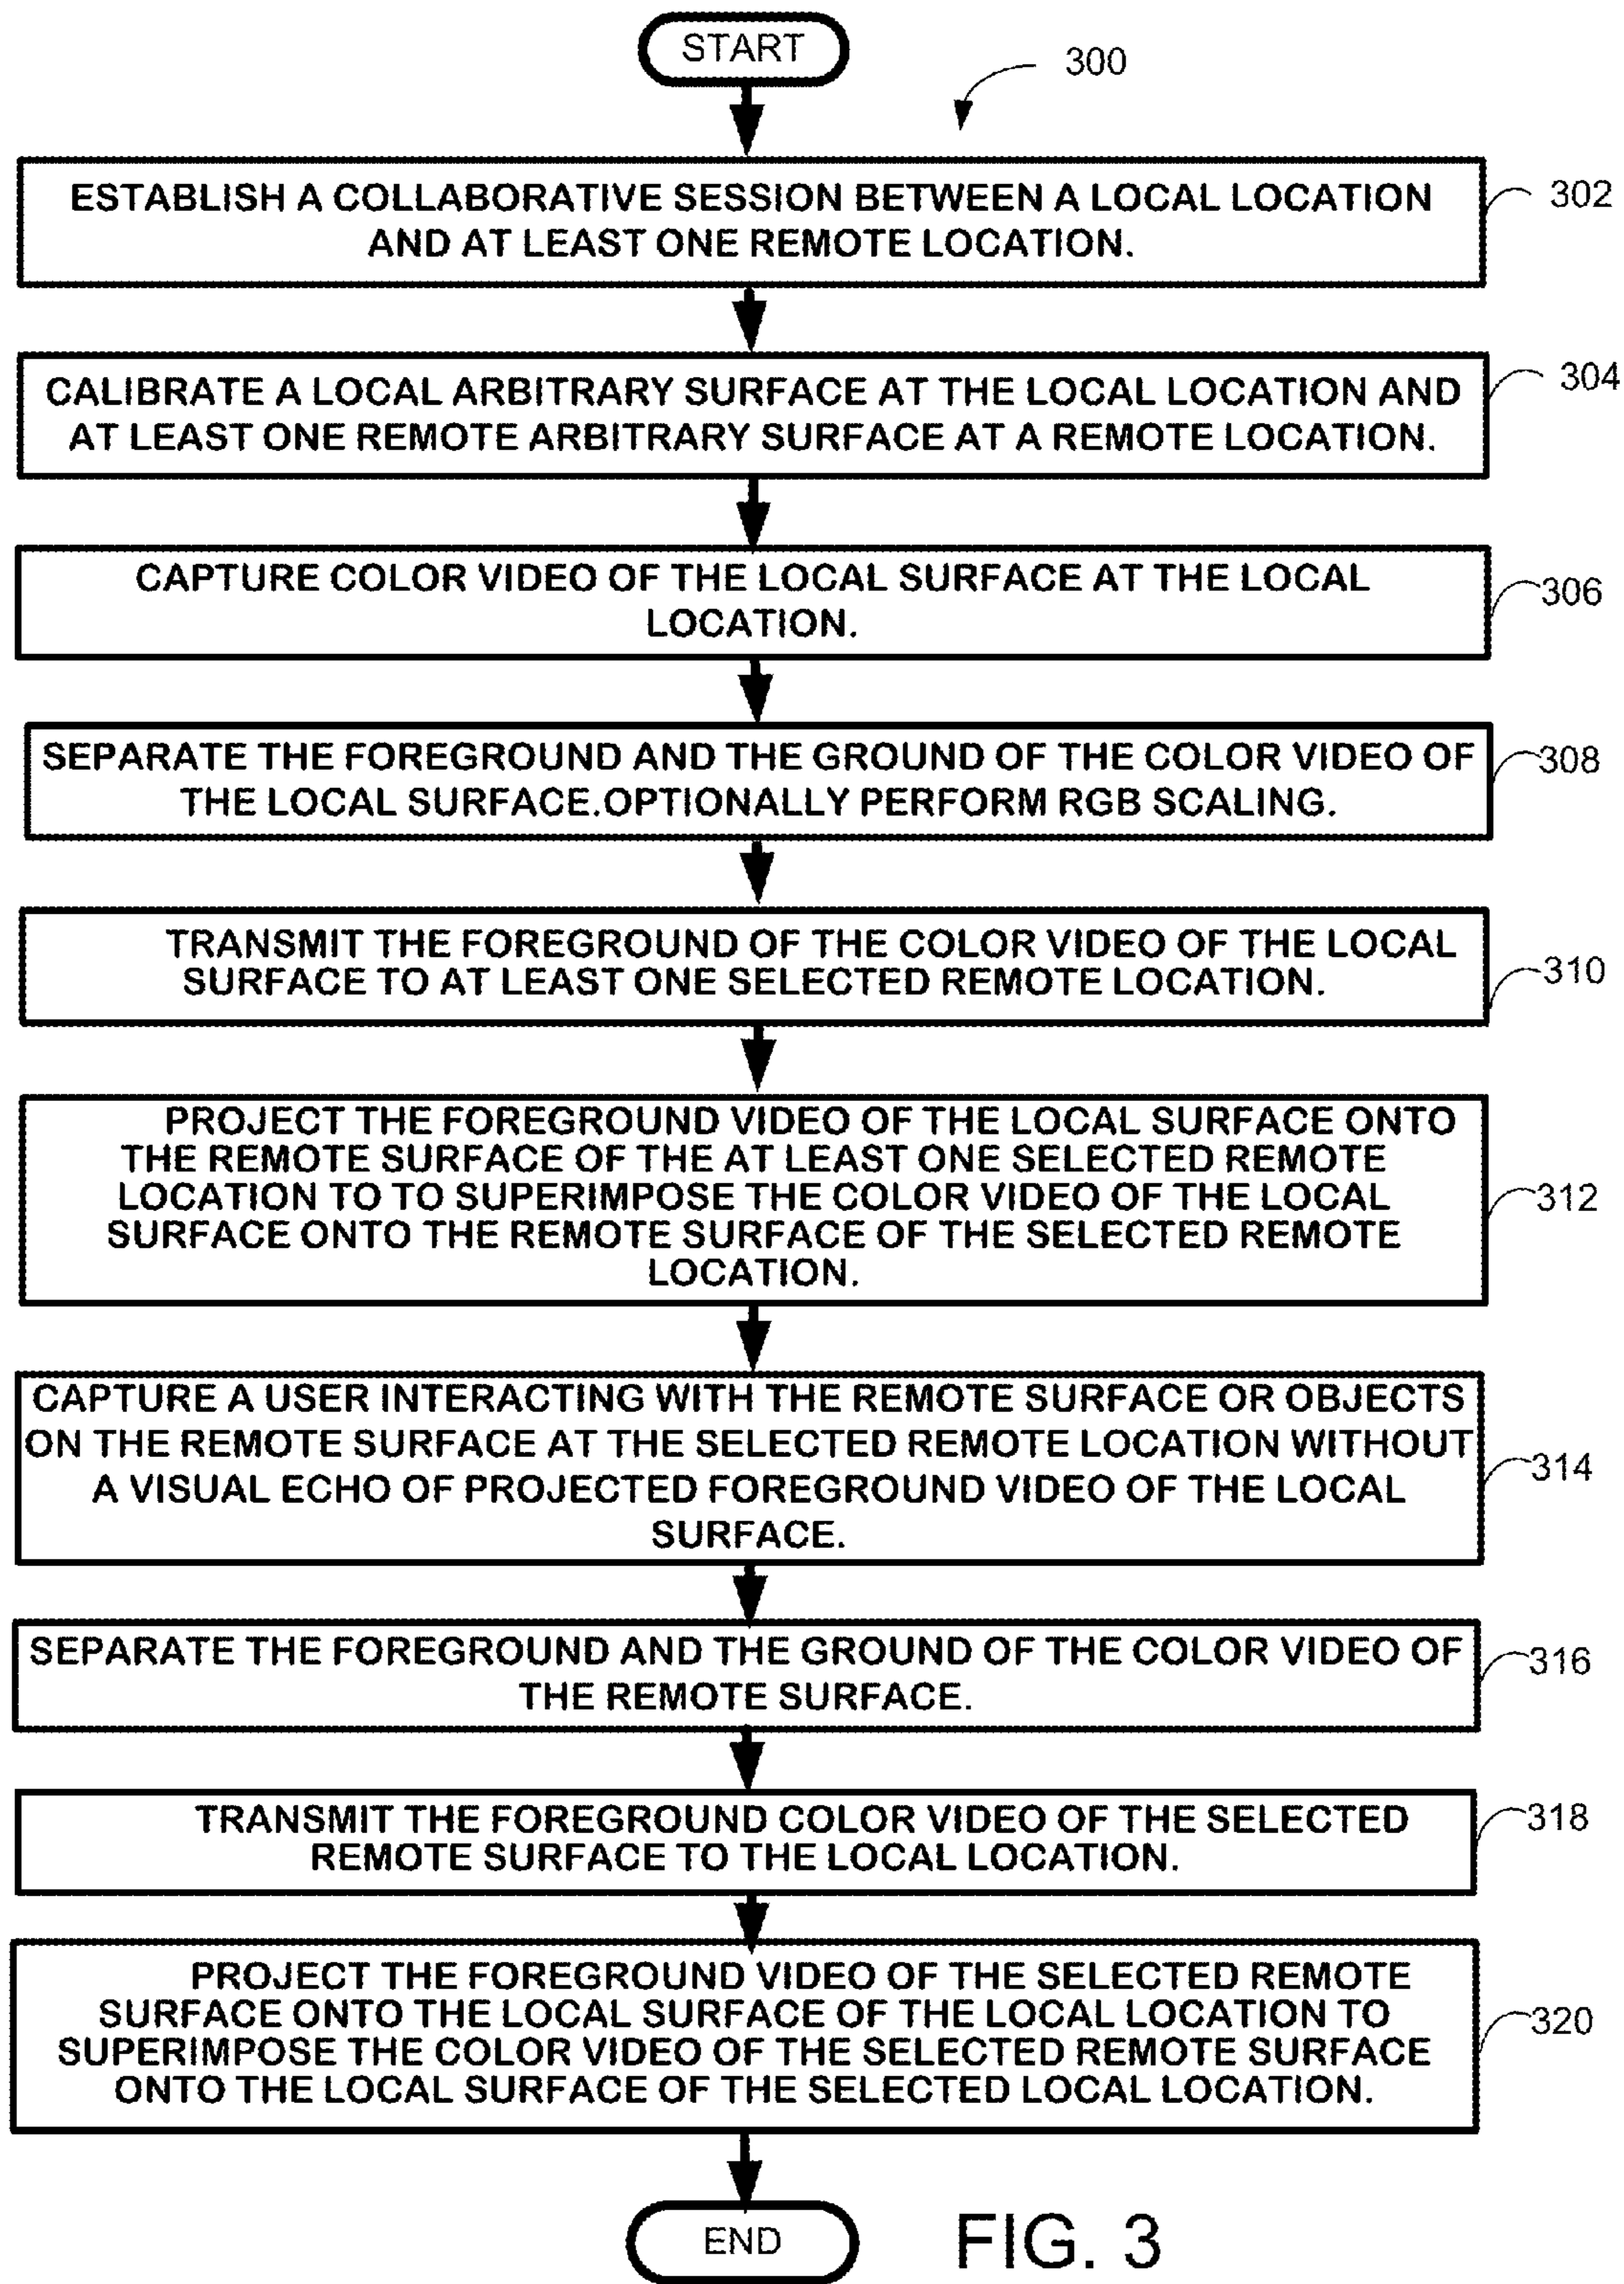 START
300
ESTABLISH A COLLABORATIVE SESSION BETWEEN A LOCAL LOCATION
AND AT LEAST ONE REMOTE LOCATION.
302
CALIBRATE A LOCAL ARBITRARY SURFACE AT THE LOCAL LOCATION AND
AT LEAST ONE REMOTE ARBITRARY SURFACE AT A REMOTE LOCATION.
304
CAPTURE COLOR VIDEO OF THE LOCAL SURFACE AT THE LOCAL
LOCATION.
306
SEPARATE THE FOREGROUND AND THE GROUND OF THE COLOR VIDEO OF
THE LOCAL SURFACE.OPTIONALLY PERFORM RGB SCALING.
308
TRANSMIT THE FOREGROUND OF THE COLOR VIDEO OF THE LOCAL
SURFACE TO AT LEAST ONE SELECTED REMOTE LOCATION.
310
PROJECT THE FOREGROUND VIDEO OF THE LOCAL SURFACE ONTO
THE REMOTE SURFACE OF THE AT LEAST ONE SELECTED REMOTE
LOCATION TO TO SUPERIMPOSE THE COLOR VIDEO OF THE LOCAL
SURFACE ONTO THE REMOTE SURFACE OF THE SELECTED REMOTE
LOCATION.
312
CAPTURE A USER INTERACTING WITH THE REMOTE SURFACE OR OBJECTS
ON THE REMOTE SURFACE AT THE SELECTED REMOTE LOCATION WITHOUT
A VISUAL ECHO OF PROJECTED FOREGROUND VIDEO OF THE LOCAL
SURFACE.
314
SEPARATE THE FOREGROUND AND THE GROUND OF THE COLOR VIDEO OF
THE REMOTE SURFACE.
316
TRANSMIT THE FOREGROUND COLOR VIDEO OF THE SELECTED
REMOTE SURFACE TO THE LOCAL LOCATION.
318
PROJECT THE FOREGROUND VIDEO OF THE SELECTED REMOTE
SURFACE ONTO THE LOCAL SURFACE OF THE LOCAL LOCATION TO
SUPERIMPOSE THE COLOR VIDEO OF THE SELECTED REMOTE SURFACE
ONTO THE LOCAL SURFACE OF THE SELECTED LOCAL LOCATION.
320
END
FIG. 3